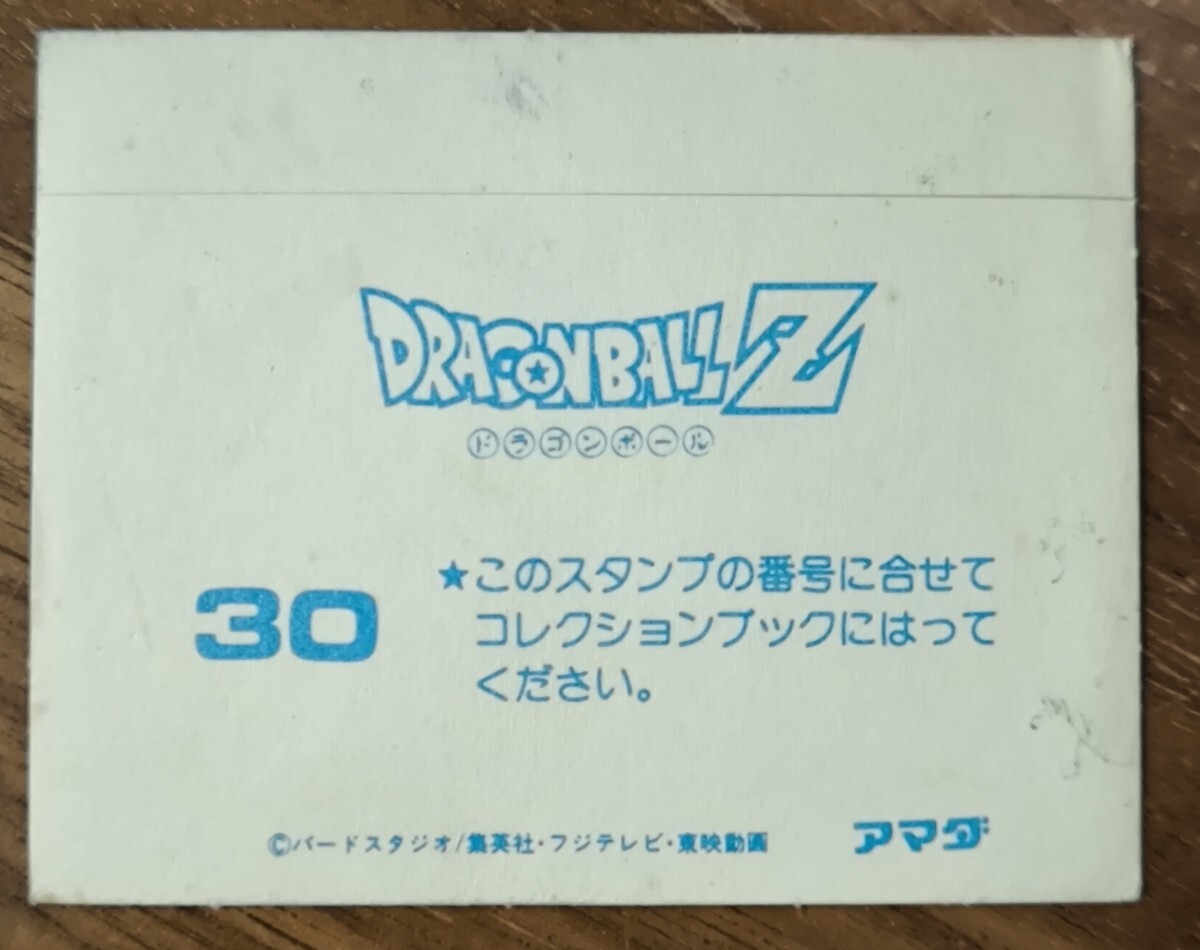 DRAGONBALL Z
ドラゴンボール
30
★このスタンプの番号に合せて
コレクションブックにはって
ください。
©バードスタジオ/集英社・フジテレビ・東映動画
アマダ